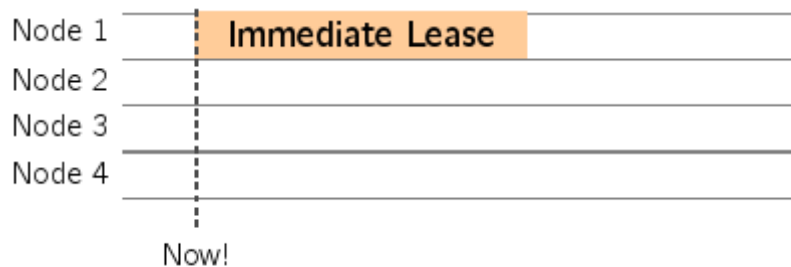 Node 1
Immediate Lease
Node 2
Node 3
Node 4
Now!